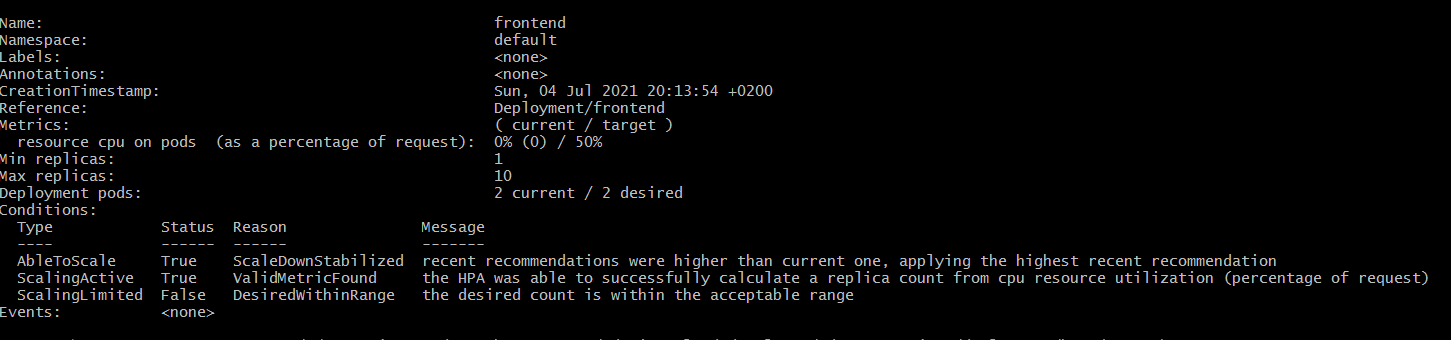 Name: frontend
Namespace: default
Labels: <none>
Annotations: <none>
CreationTimestamp: Sun, 04 Jul 2021 20:13:54 +0200
Reference: Deployment/frontend
Metrics: ( current / target )
resource cpu on pods (as a percentage of request): 0% (0) / 50%
Min replicas: 1
Max replicas: 10
Deployment pods: 2 current / 2 desired
Conditions:
Type Status Reason Message
---- ------ ------ -------
AbleToScale True ScaleDownStabilized recent recommendations were higher than current one, applying the highest recent recommendation
ScalingActive True ValidMetricFound the HPA was able to successfully calculate a replica count from cpu resource utilization (percentage of request)
ScalingLimited False DesiredWithinRange the desired count is within the acceptable range
Events: <none>